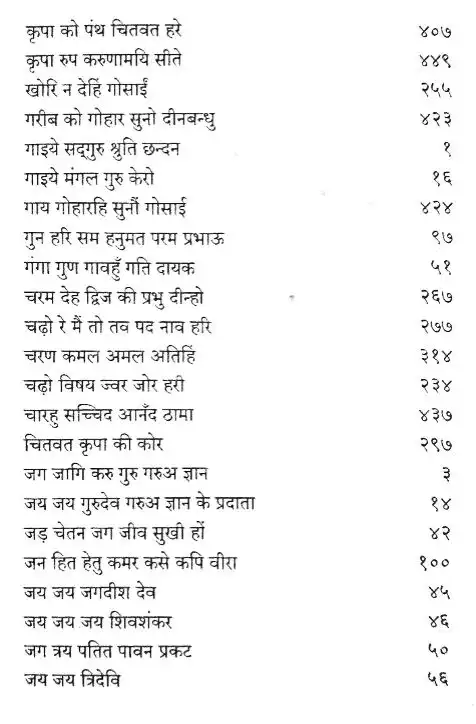 कृपा को पंथ चितवत हरे ४०७
कृपा रुप करुणामयि सीते ४४९
खोरि न देहिं गोसाईं २५५
गरीब को गोहार सुनो दीनबन्धु ४२३
गाइये सद्‌गुरु श्रुति छन्दन १
गाइये मंगल गुरु केरो १६
गाय गोहारहि सुनौं गोसाई ४२४
गुन हरि सम हनुमत परम प्रभाऊ ९७
गंगा गुण गावहुँ गति दायक ५१
चरम देह द्विज की प्रभु दीन्हो २६७
चढ़ो रे मैं तो तव पद नाव हरि २७७
चरण कमल अमल अतिहिं ३१४
चढ़ो विषय ज्वर जोर हरी २३४
चारहु सच्चिद आनँद ठामा ४३७
चितवत कृपा की कोर २९७
जग जागि करु गुरु गरुअ ज्ञान ३
जय जय गुरुदेव गरुअ ज्ञान के प्रदाता १४
जड़ चेतन जग जीव सुखी हों ४२
जन हित हेतु कमर कसे कपि वीरा १००
जय जय जगदीश देव ४५
जय जय जय शिवशंकर ४६
जग त्रय पतित पावन प्रकट ५०
जय जय त्रिदेवि ५६